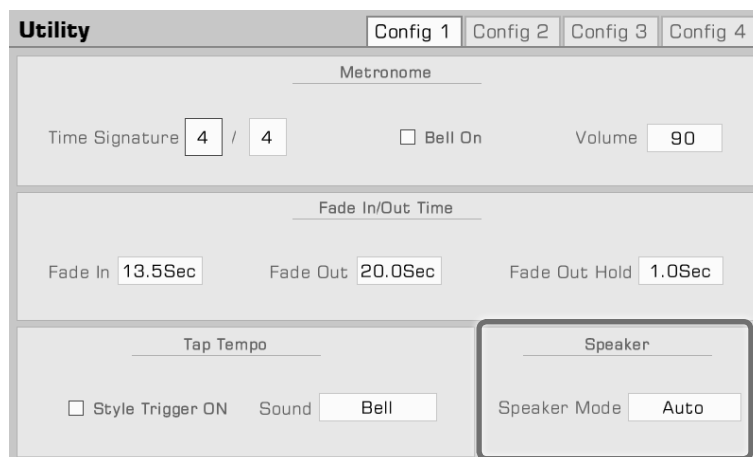 Utility Config 1 Config 2 Config 3 Config 4
Metronome
Time Signature 4 / 4 Bell On Volume 90
Fade In/Out Time
Fade In 13.5Sec Fade Out 20.0Sec Fade Out Hold 1.0Sec
Tap Tempo Speaker
Style Trigger ON Sound Bell Speaker Mode Auto